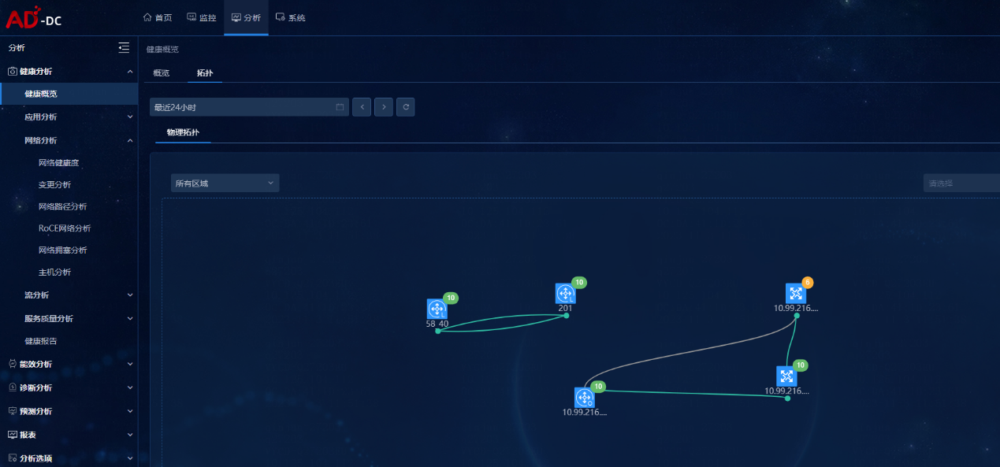 AD-DC
首页 监控 分析 系统
分析
健康分析
健康概览
应用分析
网络分析
网络健康度
变更分析
网络路径分析
RoCE网络分析
网络拥塞分析
主机分析
流分析
服务质量分析
健康报告
能效分析
诊断分析
预测分析
报表
分析选项
健康概览
概览 拓扑
最近24小时
物理拓扑
所有区域
请选择
10
L
58_40
10
L
201
6
10.99.216....
10
10.99.216....
10
10.99.216....